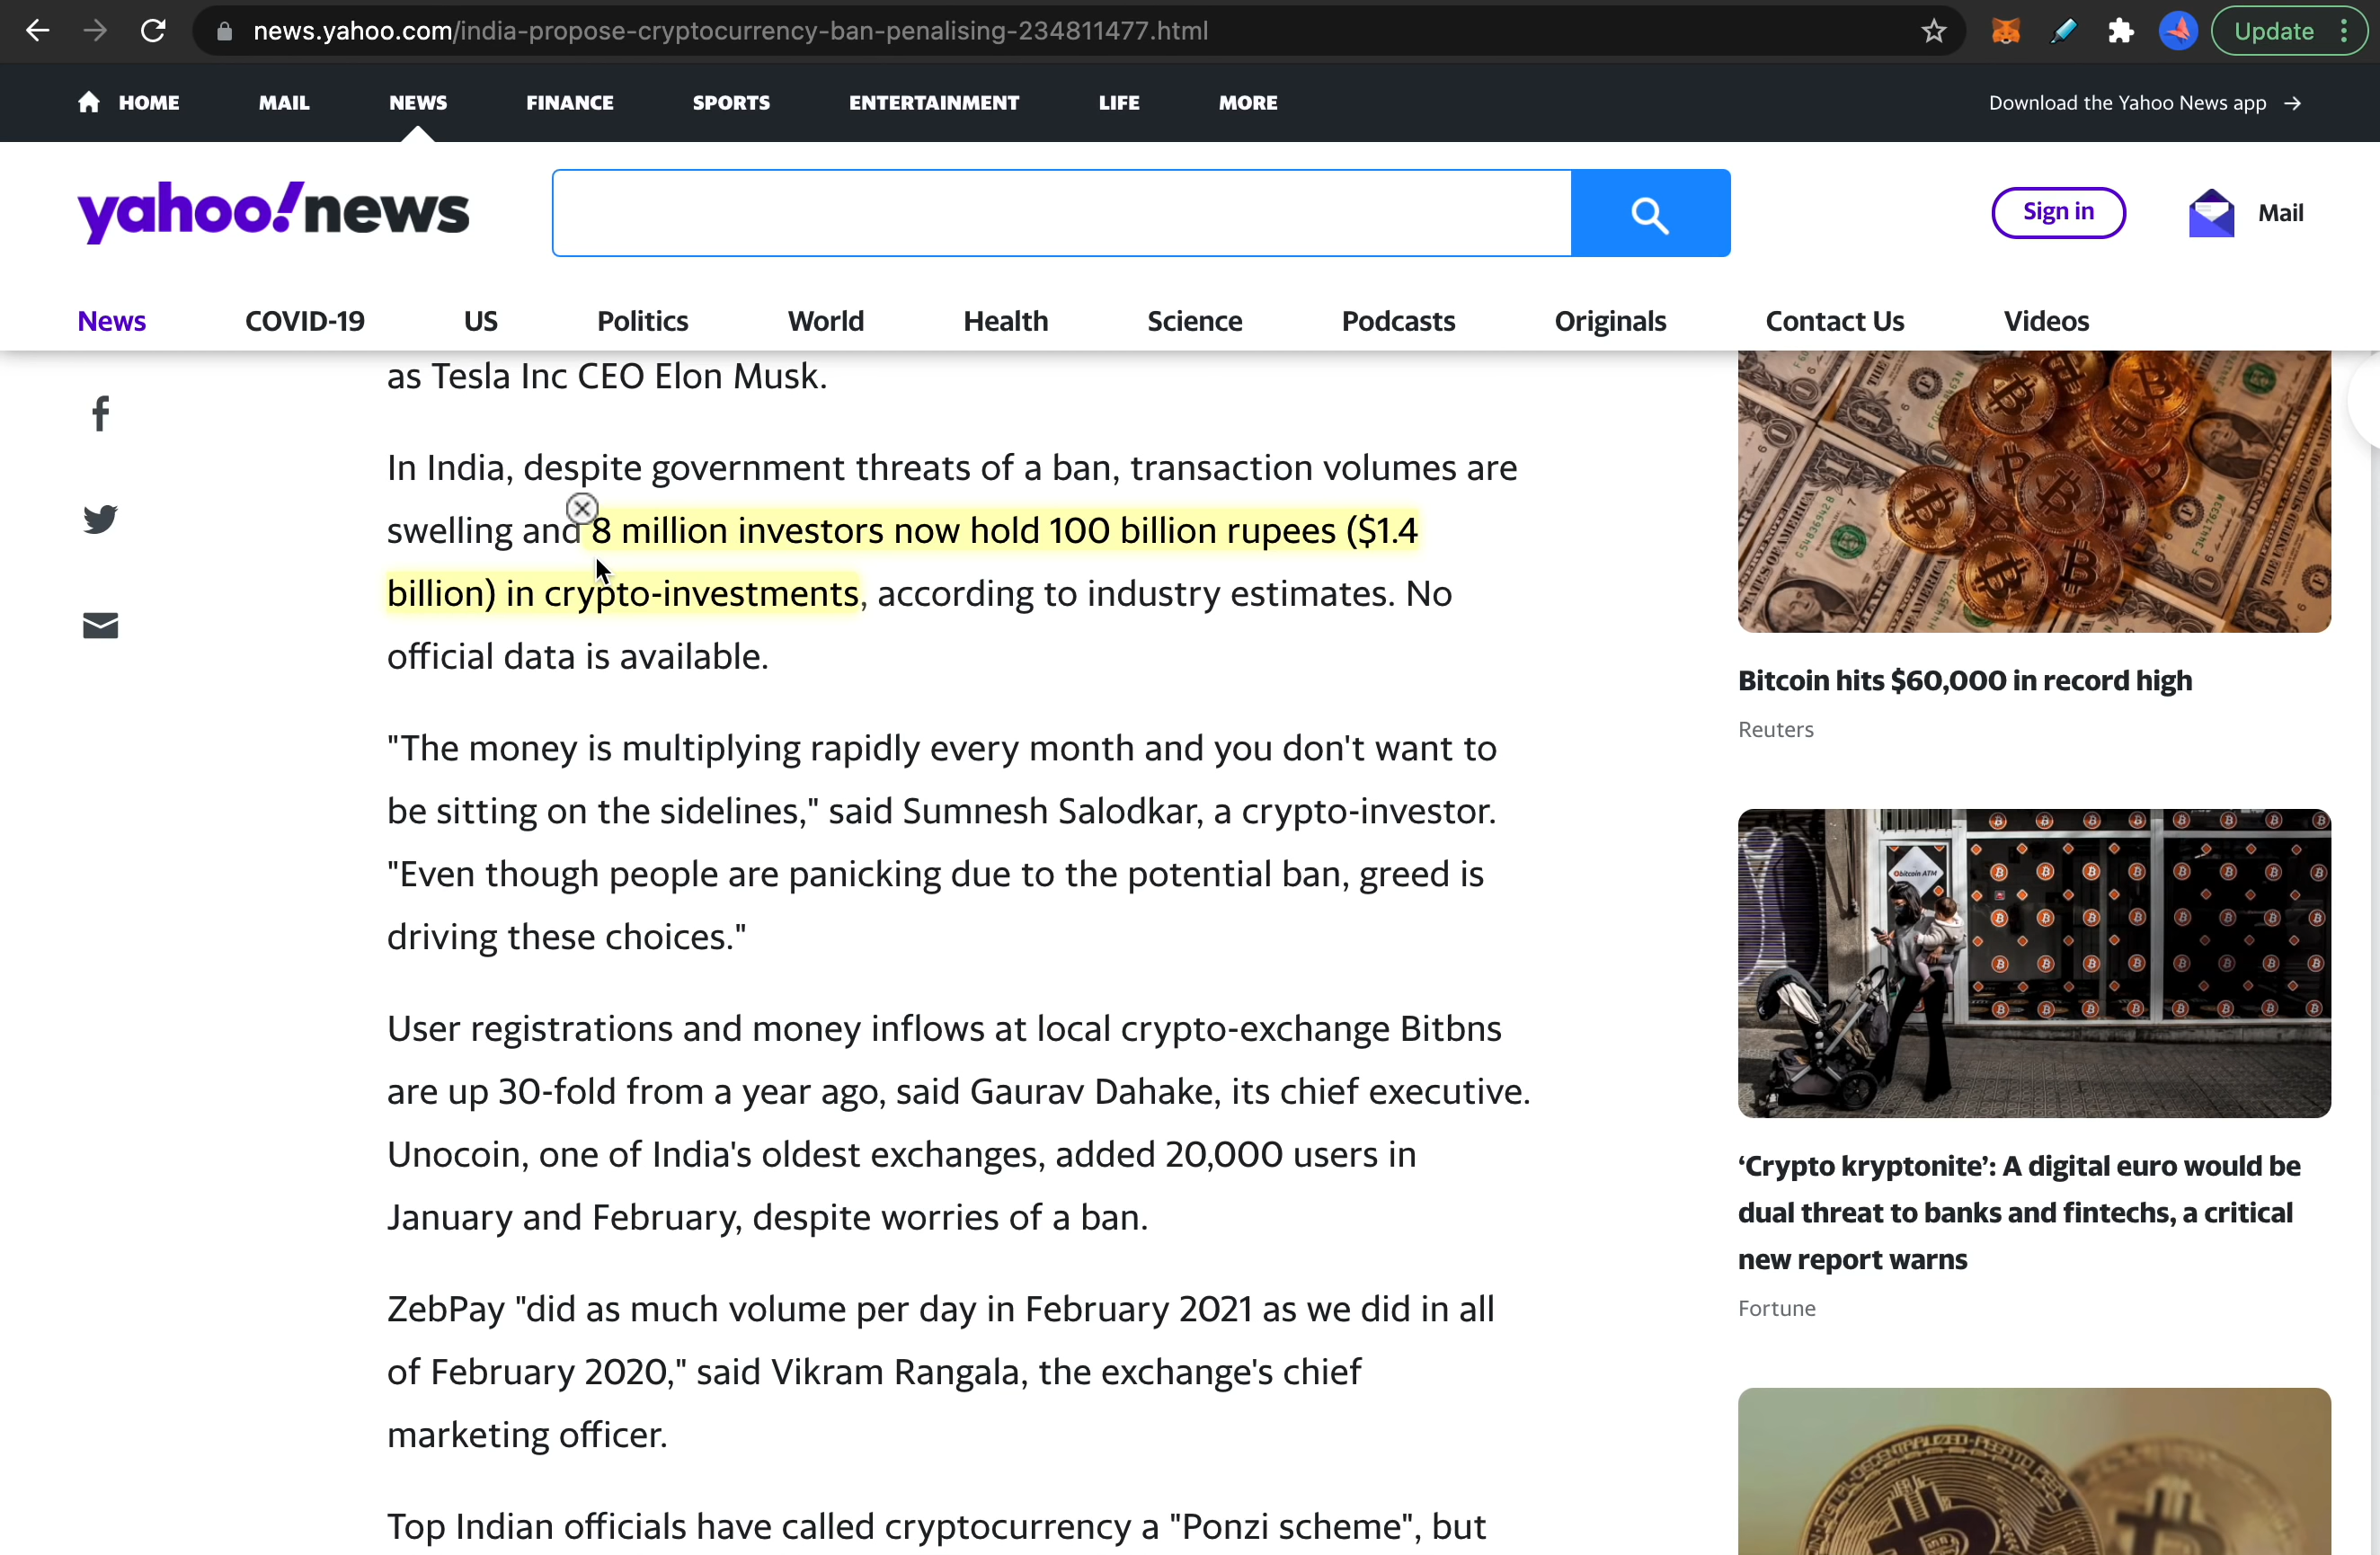 news.yahoo.com/india-propose-cryptocurrency-ban-penalising-234811477.html
Update
HOME
MAIL
NEWS
FINANCE
SPORTS
ENTERTAINMENT
LIFE
MORE
Download the Yahoo News app
yahoo!news
Sign in
Mail
News
COVID-19
US
Politics
World
Health
Science
Podcasts
Originals
Contact Us
Videos
as Tesla Inc CEO Elon Musk.
In India, despite government threats of a ban, transaction volumes are
swelling and 8 million investors now hold 100 billion rupees ($1.4
billion) in crypto-investments, according to industry estimates. No
official data is available.
"The money is multiplying rapidly every month and you don't want to
be sitting on the sidelines," said Sumnesh Salodkar, a crypto-investor.
"Even though people are panicking due to the potential ban, greed is
driving these choices."
User registrations and money inflows at local crypto-exchange Bitbns
are up 30-fold from a year ago, said Gaurav Dahake, its chief executive.
Unocoin, one of India's oldest exchanges, added 20,000 users in
January and February, despite worries of a ban.
ZebPay "did as much volume per day in February 2021 as we did in all
of February 2020," said Vikram Rangala, the exchange's chief
marketing officer.
Top Indian officials have called cryptocurrency a "Ponzi scheme", but
Bitcoin hits $60,000 in record high
Reuters
bitcoin ATM
‘Crypto kryptonite’: A digital euro would be
dual threat to banks and fintechs, a critical
new report warns
Fortune